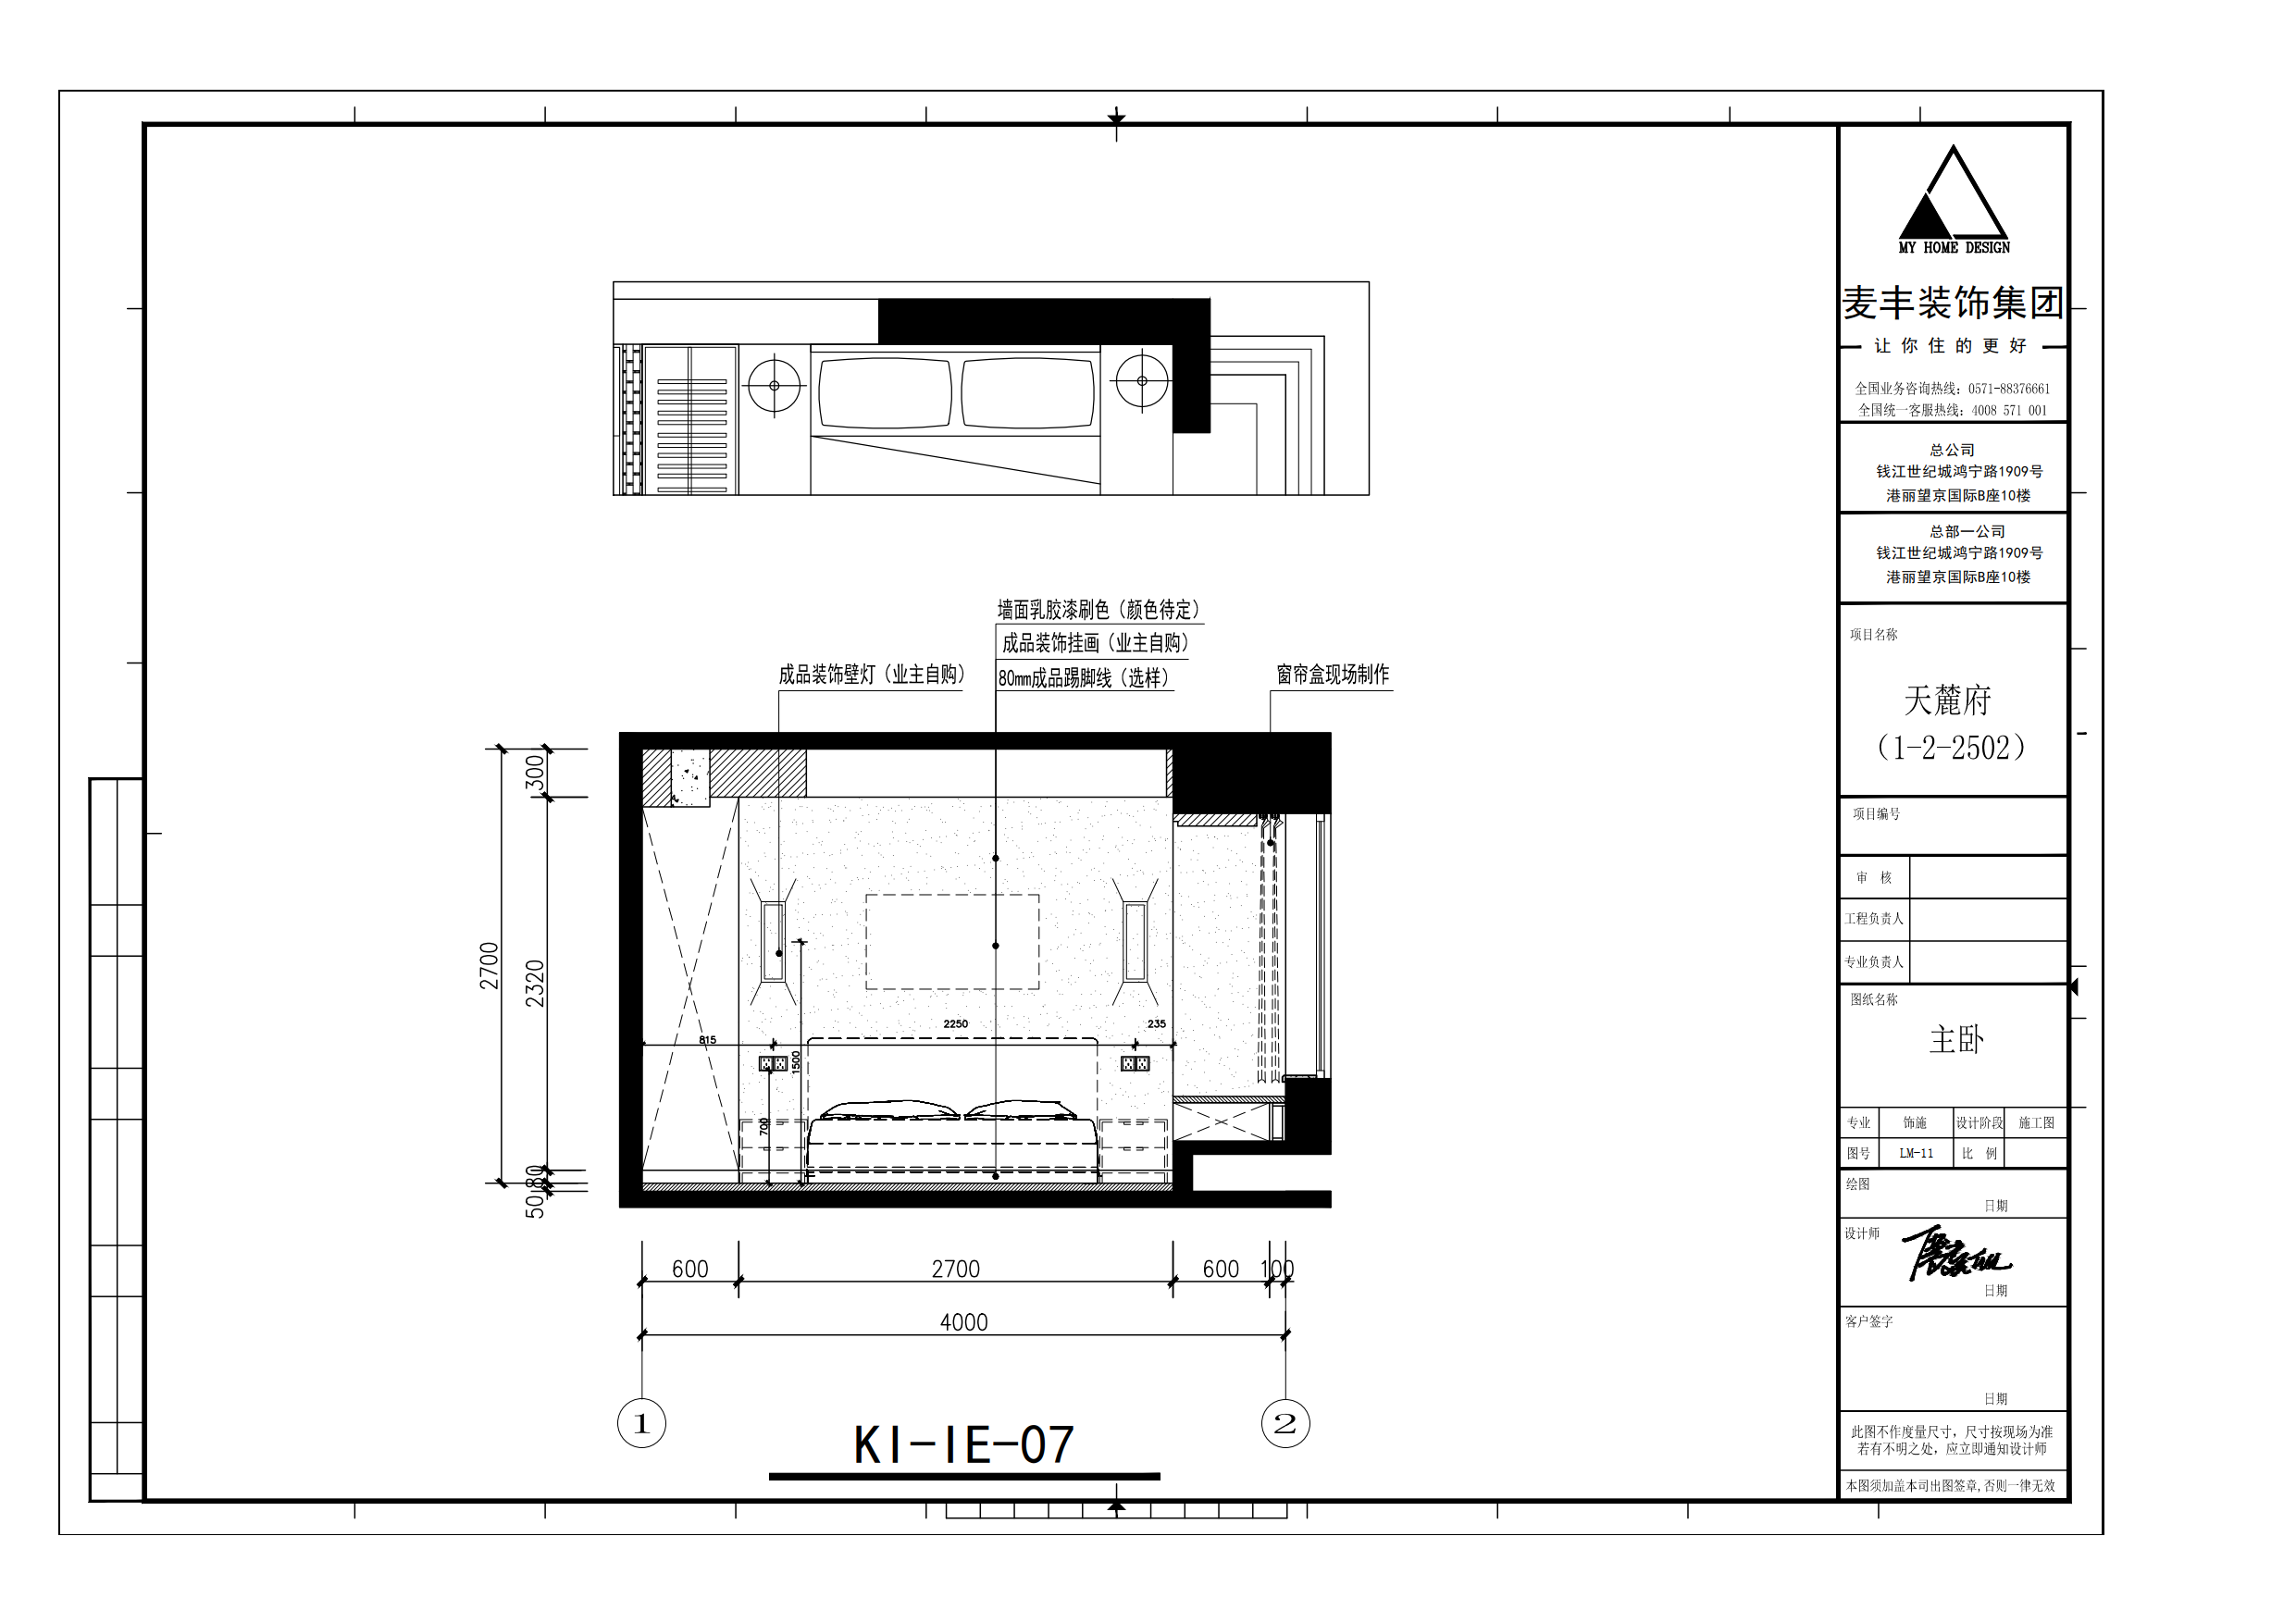 墙面乳胶漆刷色（颜色待定）
成品装饰挂画（业主自购）
80mm成品踢脚线（选样）
成品装饰壁灯（业主自购）
窗帘盒现场制作
300
2320
2700
80
50
815
2250
235
1500
700
600
2700
600
100
4000
1
2
KI-IE-07
MY HOME DESIGN
麦丰装饰集团
让你住的更好
全国业务咨询热线：0571-88376661
全国统一客服热线：4008 571 001
总公司
钱江世纪城鸿宁路1909号
港丽望京国际B座10楼
总部一公司
钱江世纪城鸿宁路1909号
港丽望京国际B座10楼
项目名称
天麓府
（1-2-2502）
项目编号
审 核
工程负责人
专业负责人
图纸名称
主卧
专业 饰施 设计阶段 施工图
图号 LM-11 比 例
绘图
日期
设计师
日期
客户签字
日期
此图不作度量尺寸，尺寸按现场为准
若有不明之处，应立即通知设计师
本图须加盖本司出图签章,否则一律无效